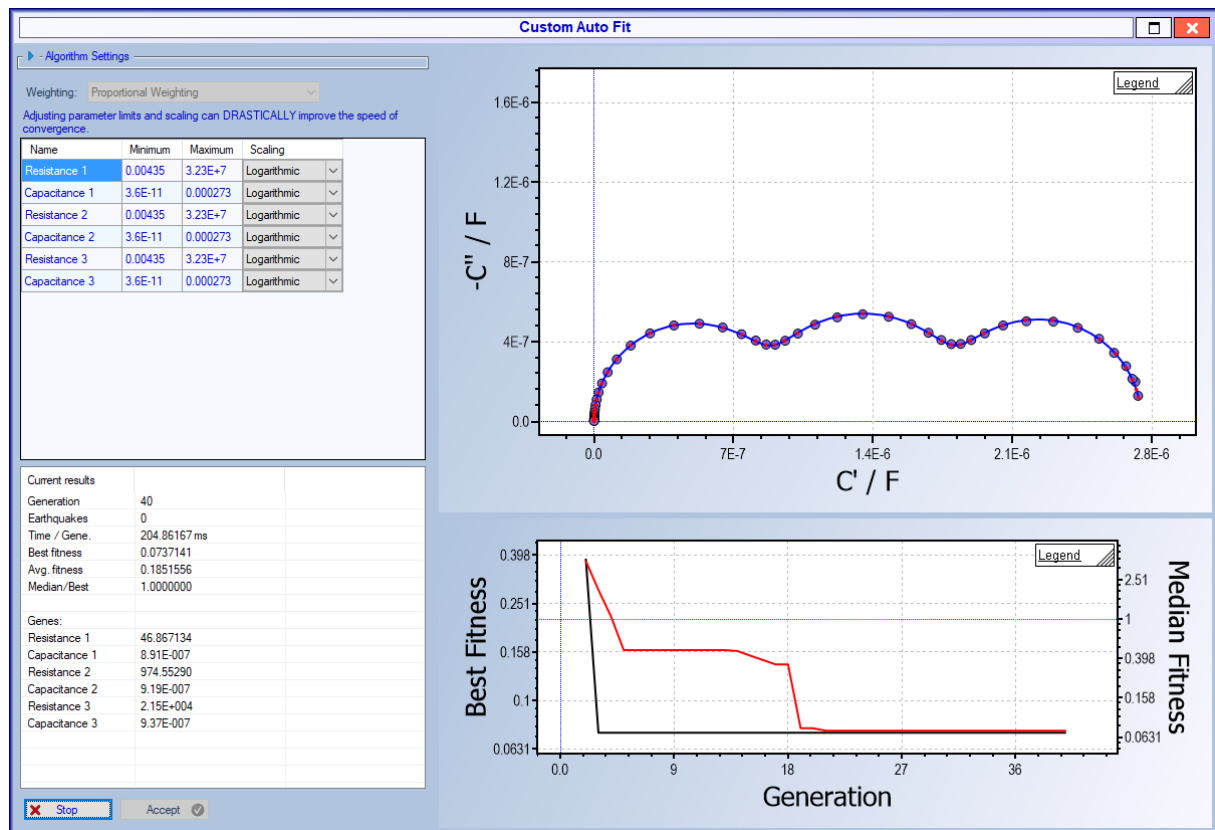 Custom Auto Fit
- Algorithm Settings
Weighting: Proportional Weighting
Adjusting parameter limits and scaling can DRASTICALLY improve the speed of
convergence.
Name Minimum Maximum Scaling
Resistance 1 0.00435 3.23E+7 Logarithmic
Capacitance 1 3.6E-11 0.000273 Logarithmic
Resistance 2 0.00435 3.23E+7 Logarithmic
Capacitance 2 3.6E-11 0.000273 Logarithmic
Resistance 3 0.00435 3.23E+7 Logarithmic
Capacitance 3 3.6E-11 0.000273 Logarithmic
Current results
Generation 40
Earthquakes 0
Time / Gene. 204.86167 ms
Best fitness 0.0737141
Avg. fitness 0.1851556
Median/Best 1.0000000
Genes:
Resistance 1 46.867134
Capacitance 1 8.91E-007
Resistance 2 974.55290
Capacitance 2 9.19E-007
Resistance 3 2.15E+004
Capacitance 3 9.37E-007
Stop Accept
Legend
-C" / F
1.6E-6
1.2E-6
8E-7
4E-7
0.0
0.0 7E-7 1.4E-6 2.1E-6 2.8E-6
C' / F
Legend
Best Fitness
0.398
0.251
0.158
0.1
0.0631
Median Fitness
2.51
1
0.398
0.158
0.0631
0.0 9 18 27 36
Generation